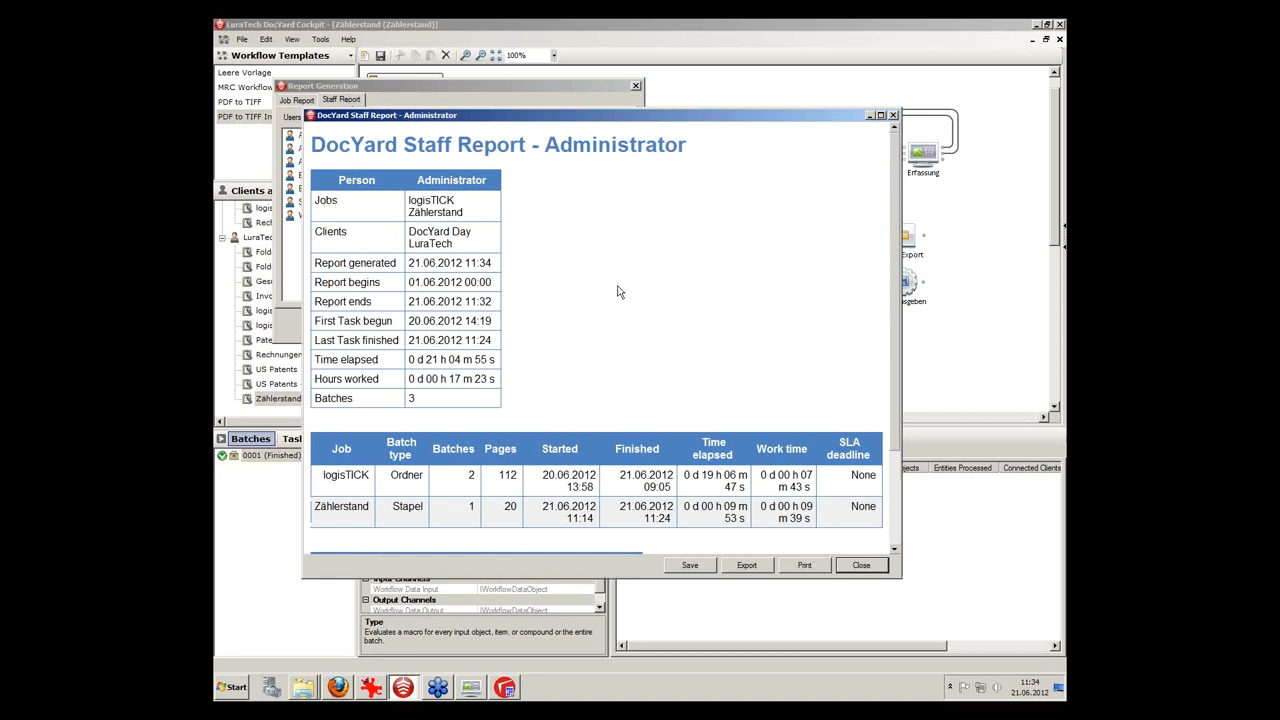 LuraTech DocYard Cockpit - [Zählerstand (Zählerstand)]
File Edit View Tools Help
Workflow Templates
100%
Leere Vorlage
MRC Workflow
PDF to TIFF
PDF to TIFF In
Report Generation
Job Report Staff Report
Users
DocYard Staff Report - Administrator
DocYard Staff Report - Administrator
Person Administrator
Jobs logisTICK
Zählerstand
Clients DocYard Day
LuraTech
Report generated 21.06.2012 11:34
Report begins 01.06.2012 00:00
Report ends 21.06.2012 11:32
First Task begun 20.06.2012 14:19
Last Task finished 21.06.2012 11:24
Time elapsed 0 d 21 h 04 m 55 s
Hours worked 0 d 00 h 17 m 23 s
Batches 3
Job Batch type Batches Pages Started Finished Time elapsed Work time SLA deadline
logisTICK Ordner 2 112 20.06.2012 13:58 21.06.2012 09:05 0 d 19 h 06 m 47 s 0 d 00 h 07 m 43 s None
Zählerstand Stapel 1 20 21.06.2012 11:14 21.06.2012 11:24 0 d 00 h 09 m 53 s 0 d 00 h 09 m 39 s None
Save Export Print Close
Erfassung
Export
Clients a
logis
Rech
LuraTec
Fold
Fold
Gesu
Invo
logis
logis
Pate
Rechnungen
US Patents
US Patents -
Zählerstand
Batches Tas
0001 (Finished)
Entities Processed Connected Clients
Input Channels
Workflow Data Input IWorkflowDataObject
Output Channels
Workflow Data Output IWorkflowDataObject
Type
Evaluates a macro for every input object, item, or compound or the entire
batch.
Start
11:34
21.06.2012